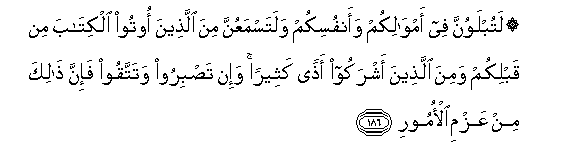 ۞ لَتُبْلَوُنَّ فِىٓ أَمْوَٰلِكُمْ وَأَنفُسِكُمْ وَلَتَسْمَعُنَّ مِنَ ٱلَّذِينَ أُوتُوا۟ ٱلْكِتَـٰبَ مِن
قَبْلِكُمْ وَمِنَ ٱلَّذِينَ أَشْرَكُوٓا۟ أَذًى كَثِيرًا ۚ وَإِن تَصْبِرُوا۟ وَتَتَّقُوا۟ فَإِنَّ ذَٰلِكَ
مِنْ عَزْمِ ٱلْأُمُورِ ١٨٦